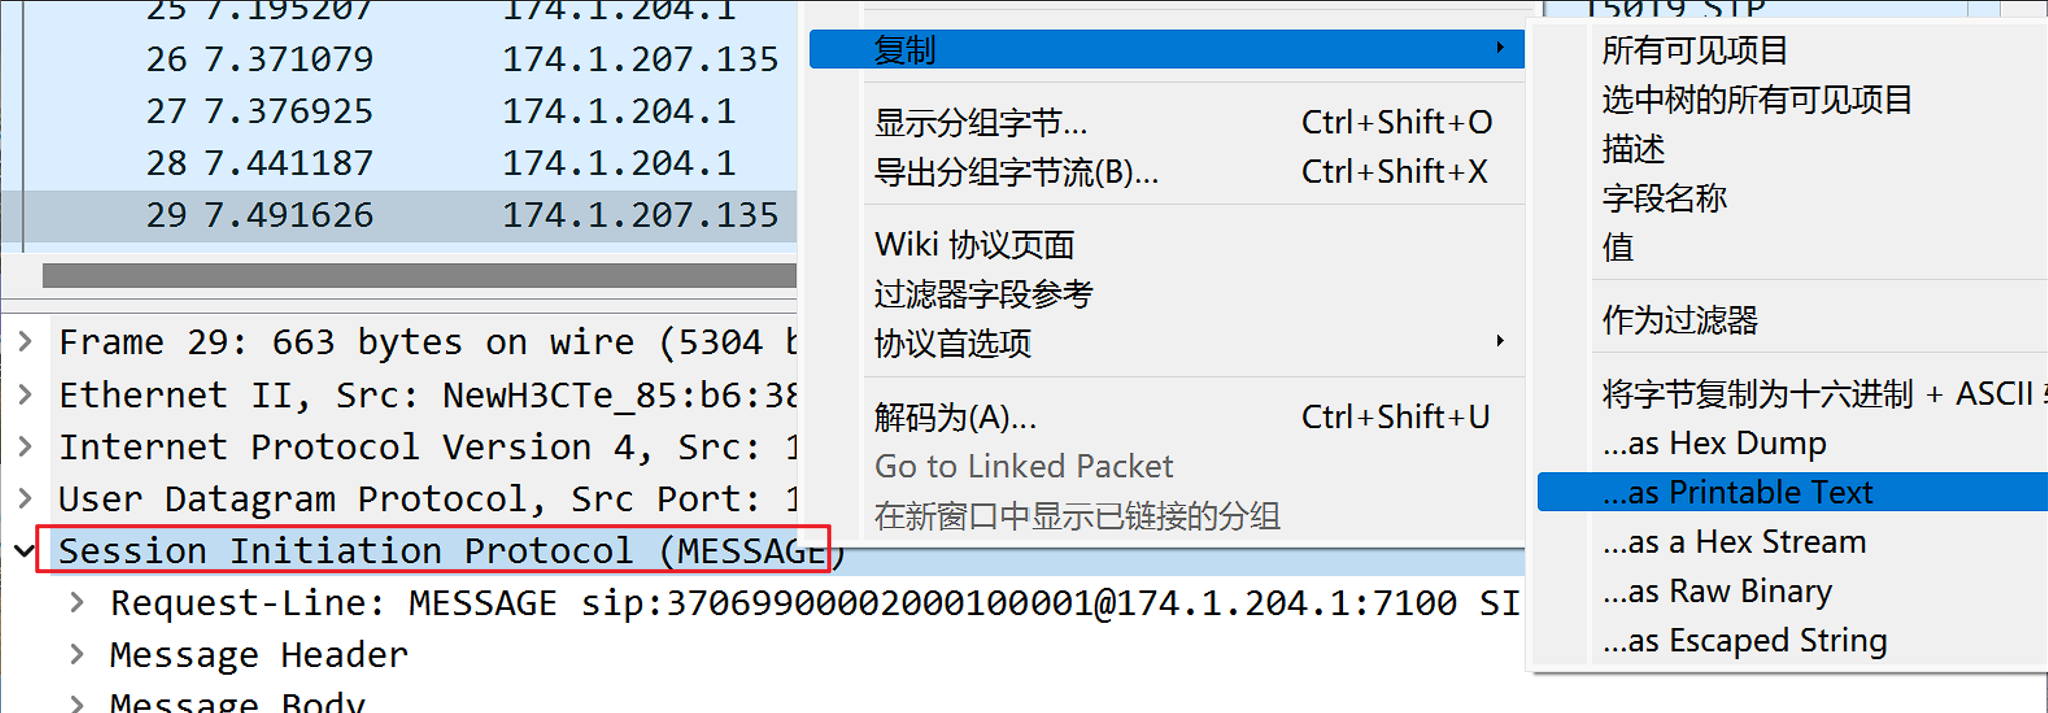 25 7.195207 174.1.204.1
15019 SIP
26 7.371079 174.1.207.135
27 7.376925 174.1.204.1
28 7.441187 174.1.204.1
29 7.491626 174.1.207.135
Frame 29: 663 bytes on wire (5304 b
Ethernet II, Src: NewH3CTe_85:b6:38
Internet Protocol Version 4, Src: 1
User Datagram Protocol, Src Port: 1
Session Initiation Protocol (MESSAGE)
Request-Line: MESSAGE sip:37069900002000100001@174.1.204.1:7100 SI
Message Header
Message Body
复制
显示分组字节... Ctrl+Shift+O
导出分组字节流(B)... Ctrl+Shift+X
Wiki 协议页面
过滤器字段参考
协议首选项
解码为(A)... Ctrl+Shift+U
Go to Linked Packet
在新窗口中显示已链接的分组
所有可见项目
选中树的所有可见项目
描述
字段名称
值
作为过滤器
将字节复制为十六进制 + ASCII
...as Hex Dump
...as Printable Text
...as a Hex Stream
...as Raw Binary
...as Escaped String